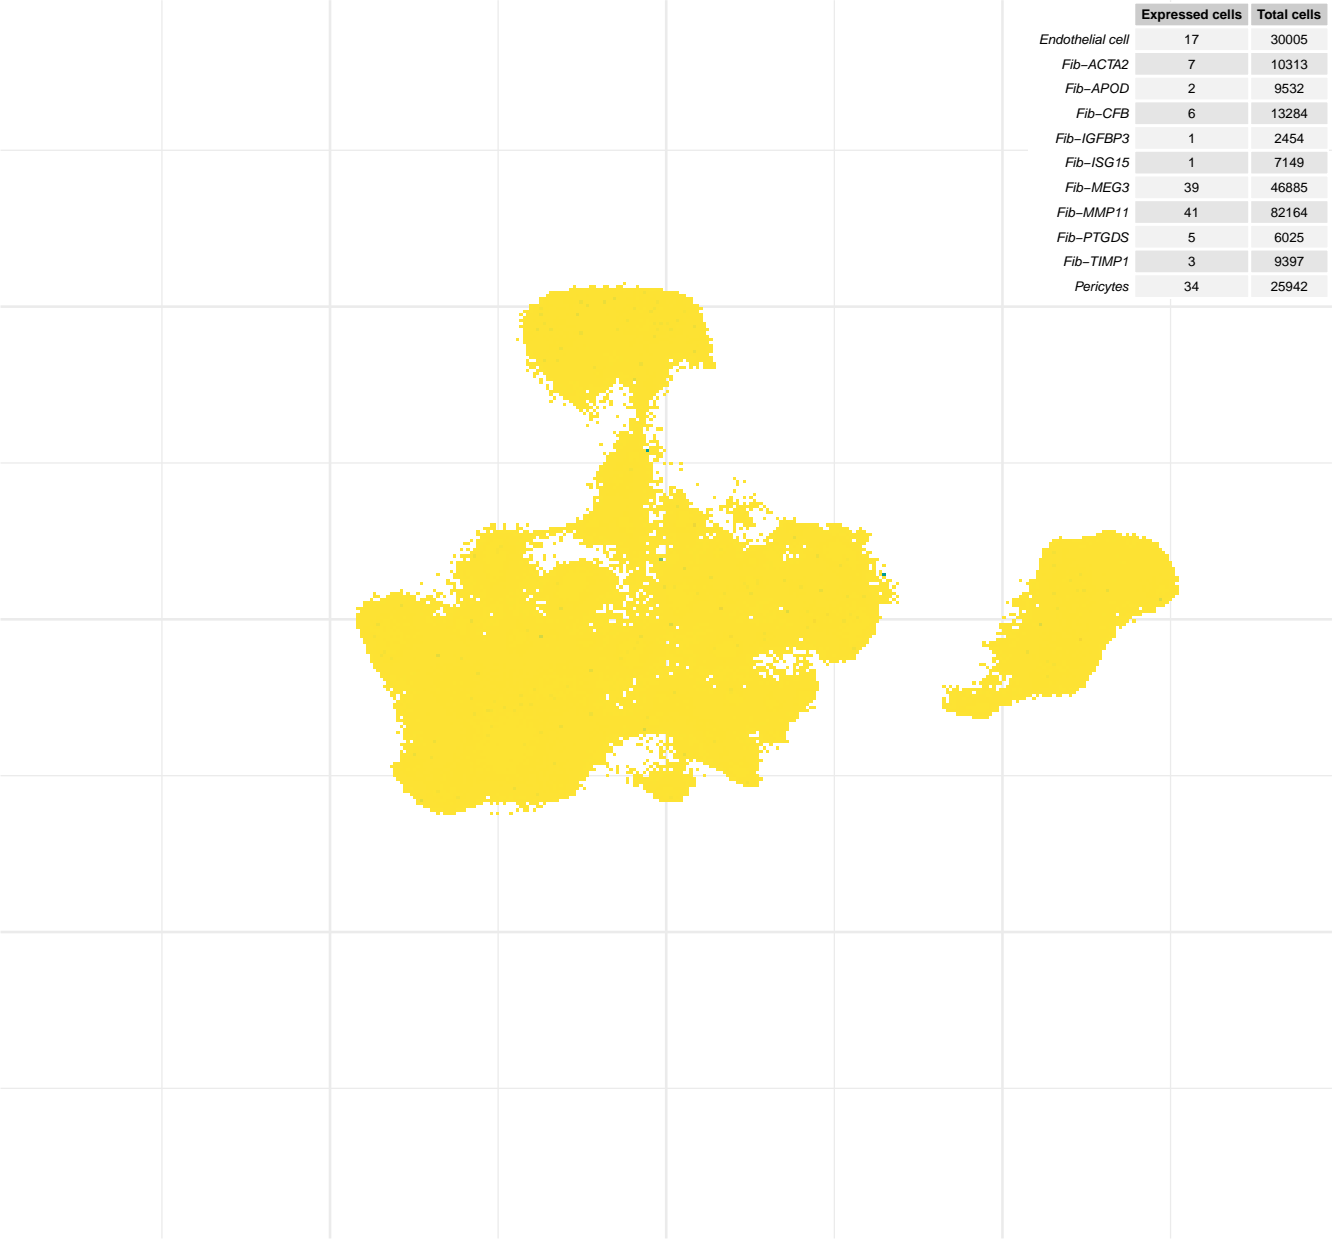 Expressed cells Total cells
Endothelial cell 17 30005
Fib−ACTA2 7 10313
Fib−APOD 2 9532
Fib−CFB 6 13284
Fib−IGFBP3 1 2454
Fib−ISG15 1 7149
Fib−MEG3 39 46885
Fib−MMP11 41 82164
Fib−PTGDS 5 6025
Fib−TIMP1 3 9397
Pericytes 34 25942